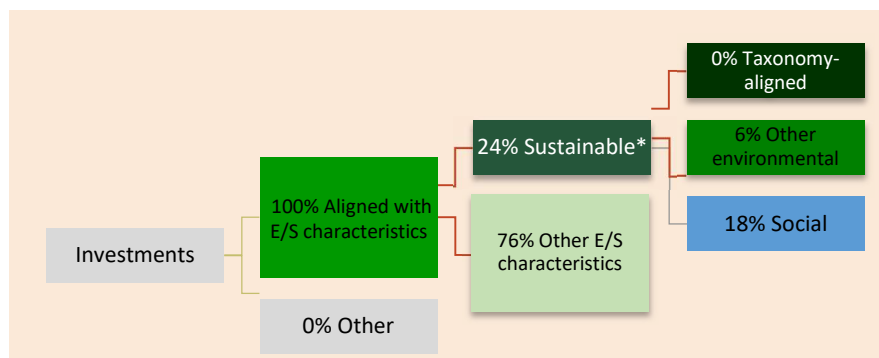 0% Taxonomy-
aligned
24% Sustainable*
6% Other
environmental
100% Aligned with
E/S characteristics
18% Social
76% Other E/S
characteristics
Investments
0% Other